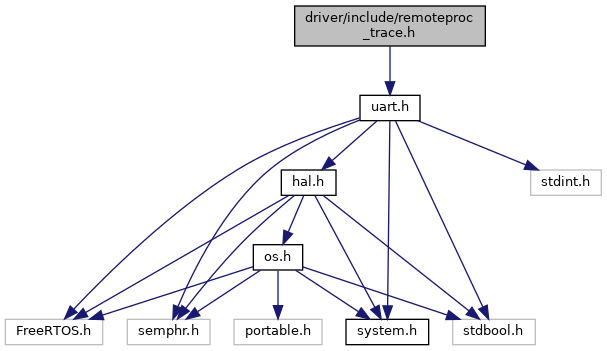 driver/include/remoteproc
_trace.h
uart.h
hal.h
stdint.h
os.h
FreeRTOS.h
semphr.h
portable.h
system.h
stdbool.h